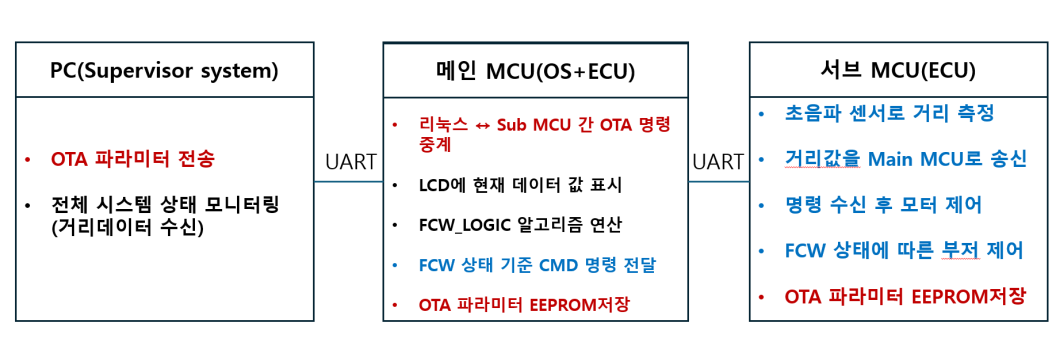 PC(Supervisor system)
• OTA 파라미터 전송
• 전체 시스템 상태 모니터링
(거리데이터 수신)
UART
메인 MCU(OS+ECU)
• 리눅스 ↔ Sub MCU 간 OTA 명령
중계
• LCD에 현재 데이터 값 표시
• FCW_LOGIC 알고리즘 연산
• FCW 상태 기준 CMD 명령 전달
• OTA 파라미터 EEPROM저장
UART
서브 MCU(ECU)
• 초음파 센서로 거리 측정
• 거리값을 Main MCU로 송신
• 명령 수신 후 모터 제어
• FCW 상태에 따른 부저 제어
• OTA 파라미터 EEPROM저장